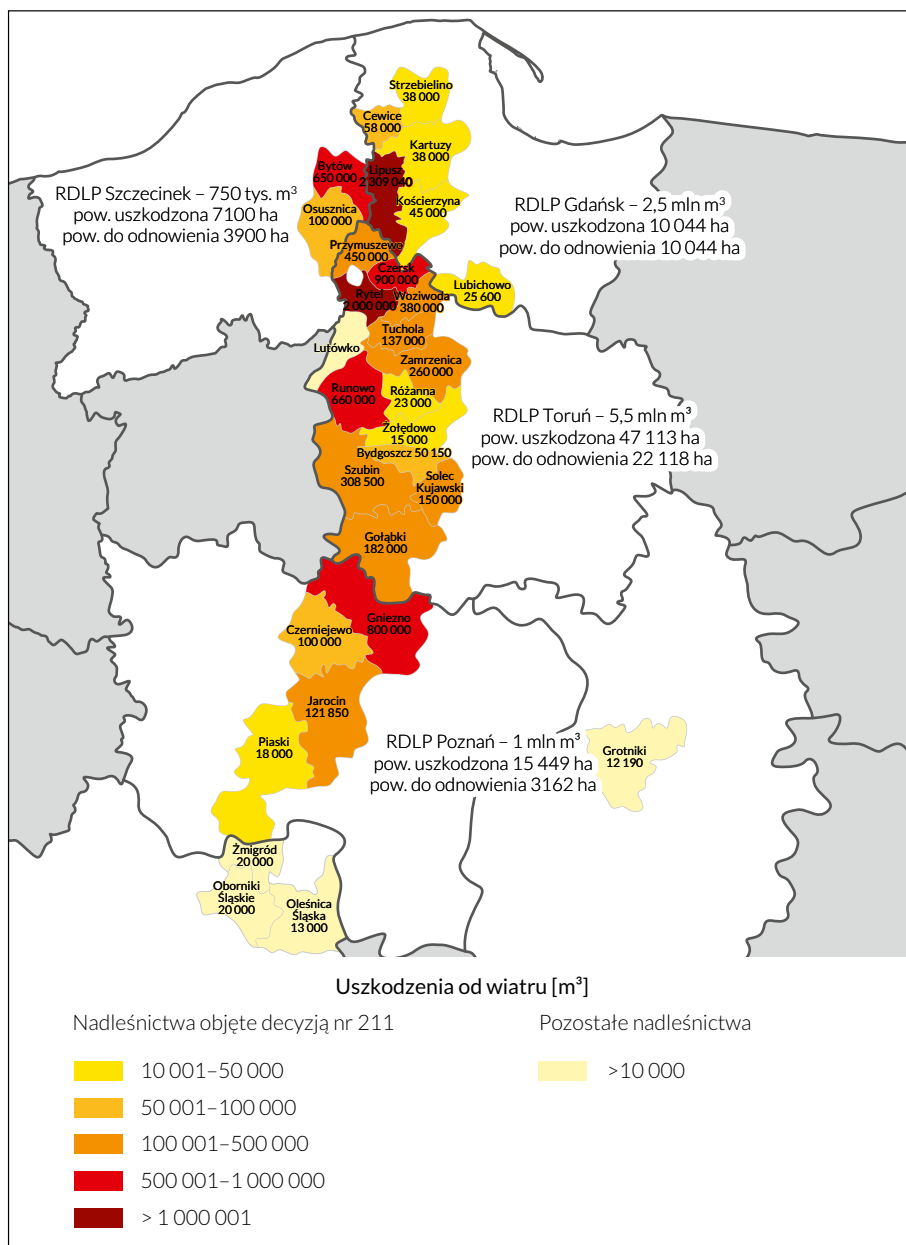 Strzebielino
38 000
Cewice
58 000
Kartuzy
38 000
Bytów
650 000
Lipusz
2 309 040
RDLP Szczecinek – 750 tys. m³
pow. uszkodzona 7100 ha
pow. do odnowienia 3900 ha
Osusznica
100 000
Kościerzyna
45 000
RDLP Gdańsk – 2,5 mln m³
pow. uszkodzona 10 044 ha
pow. do odnowienia 10 044 ha
Przymuszewo
450 000
Czersk
900 000
Lubichowo
25 600
Rytel
2 000 000
Woziwoda
380 000
Tuchola
137 000
Lutówko
Zamrzenica
260 000
Runowo
660 000
Różanna
23 000
RDLP Toruń – 5,5 mln m³
pow. uszkodzona 47 113 ha
pow. do odnowienia 22 118 ha
Żołędowo
15 000
Bydgoszcz 50 150
Szubin
308 500
Solec
Kujawski
150 000
Gołąbki
182 000
Gniezno
800 000
Czerniejewo
100 000
Jarocin
121 850
Piaski
18 000
RDLP Poznań – 1 mln m³
pow. uszkodzona 15 449 ha
pow. do odnowienia 3162 ha
Grotniki
12 190
Żmigród
20 000
Oborniki
Śląskie
20 000
Oleśnica
Śląska
13 000
Uszkodzenia od wiatru [m³]
Nadleśnictwa objęte decyzją nr 211
Pozostałe nadleśnictwa
10 001–50 000
>10 000
50 001–100 000
100 001–500 000
500 001–1 000 000
> 1 000 001